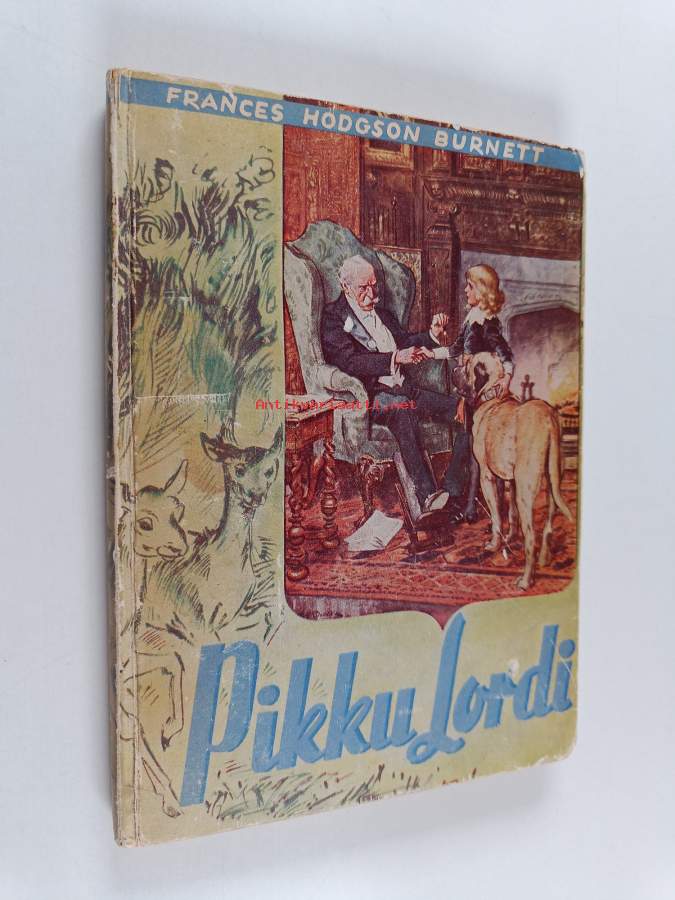 FRANCES HODGSON BURNETT
Antikvariaatti.net
Pikku Lordi